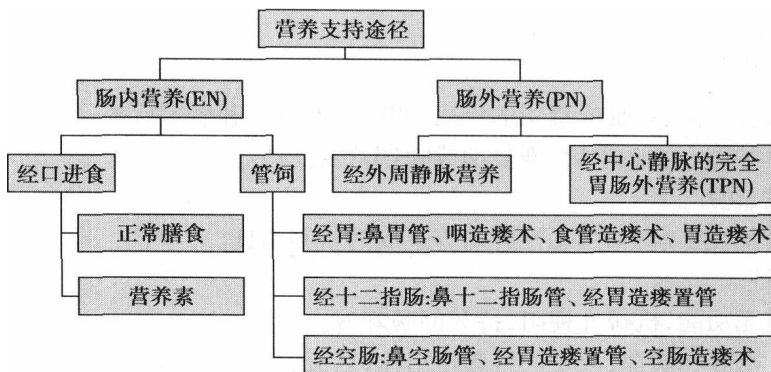 营养支持途径
肠内营养(EN)
肠外营养(PN)
经口进食
管饲
经外周静脉营养
经中心静脉的完全
胃肠外营养(TPN)
正常膳食
经胃:鼻胃管、咽造瘘术、食管造瘘术、胃造瘘术
营养素
经十二指肠:鼻十二指肠管、经胃造瘘置管
经空肠:鼻空肠管、经胃造瘘置管、空肠造瘘术